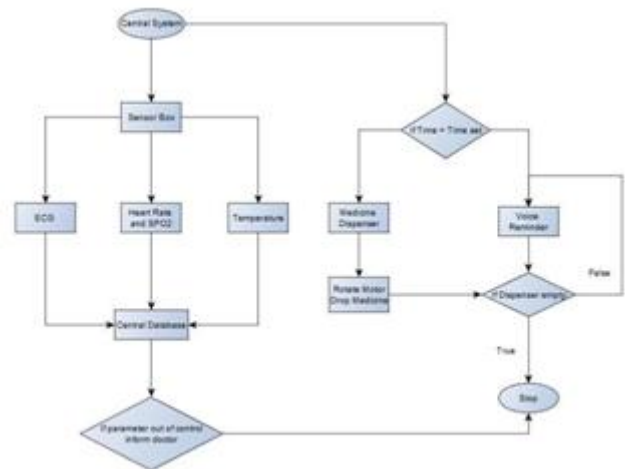 Central System
Sensor Box
If Time = Time set
ECG
Heart Rate
and SPO2
Temperature
Medicine
Dispenser
Voice
Reminder
Rotate Motor
Drop Medicine
If Dispenser empty
False
Central Database
True
Stop
If parameter out of control
inform doctor